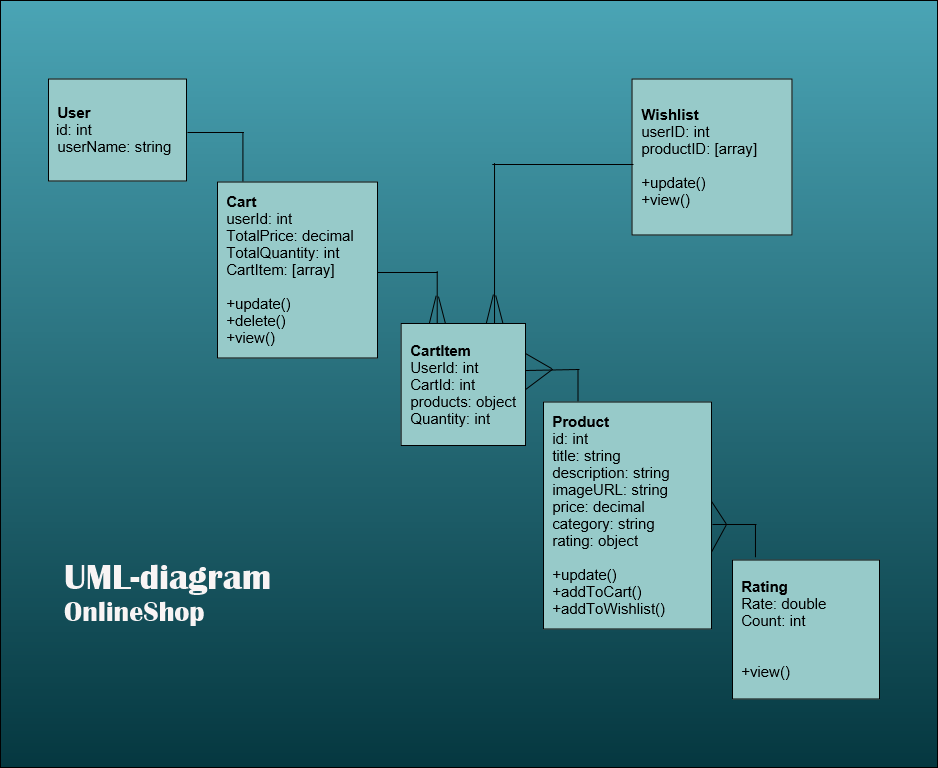 User
id: int
userName: string
Wishlist
userID: int
productID: [array]
+update()
+view()
Cart
userId: int
TotalPrice: decimal
TotalQuantity: int
CartItem: [array]
+update()
+delete()
+view()
CartItem
UserId: int
CartId: int
products: object
Quantity: int
Product
id: int
title: string
description: string
imageURL: string
price: decimal
category: string
rating: object
+update()
+addToCart()
+addToWishlist()
Rating
Rate: double
Count: int
+view()
UML-diagram
OnlineShop